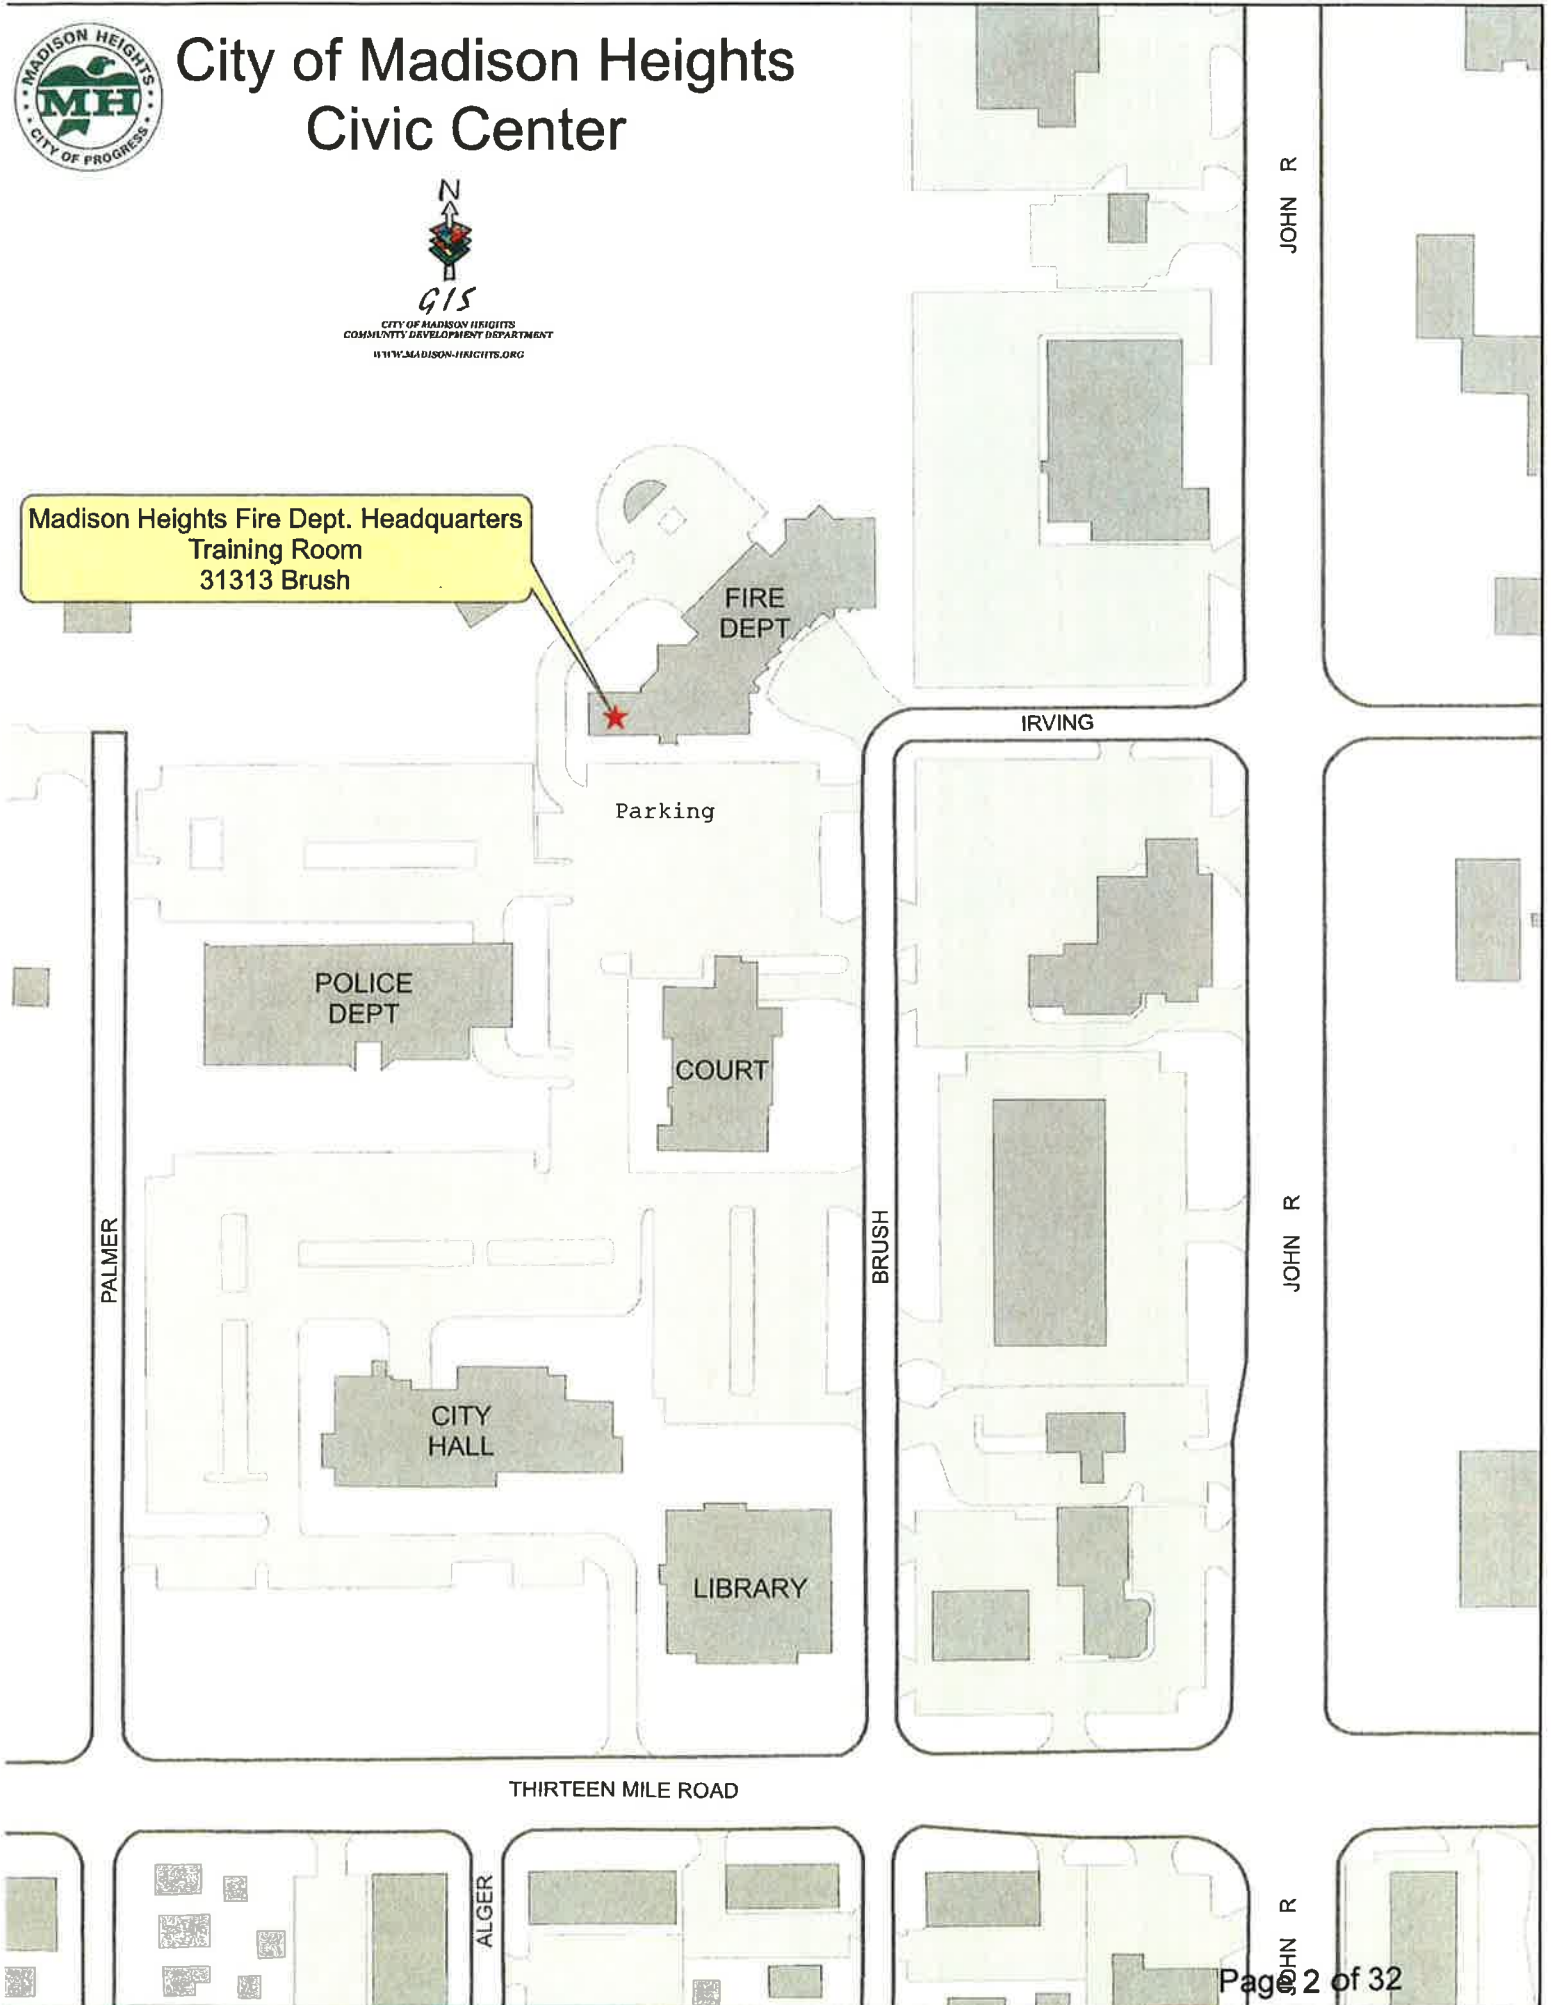 MADISON HEIGHTS
MH
CITY OF PROGRESS
City of Madison Heights
Civic Center
N
GIS
CITY OF MADISON HEIGHTS
COMMUNITY DEVELOPMENT DEPARTMENT
WWW.MADISON-HEIGHTS.ORG
JOHN R
Madison Heights Fire Dept. Headquarters
Training Room
31313 Brush
FIRE
DEPT
IRVING
Parking
POLICE
DEPT
COURT
PALMER
BRUSH
JOHN R
CITY
HALL
LIBRARY
THIRTEEN MILE ROAD
ALGER
JOHN R
Page 2 of 32